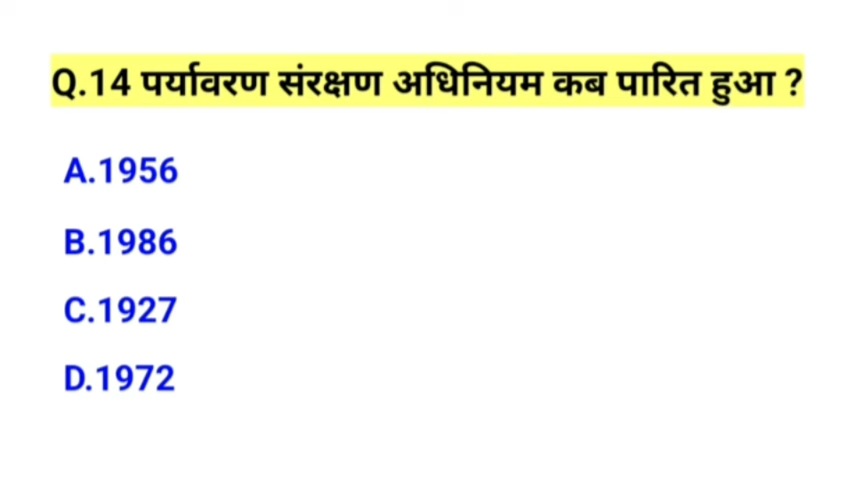 Q.14 पर्यावरण संरक्षण अधिनियम कब पारित हुआ ?
A.1956
B.1986
C.1927
D.1972